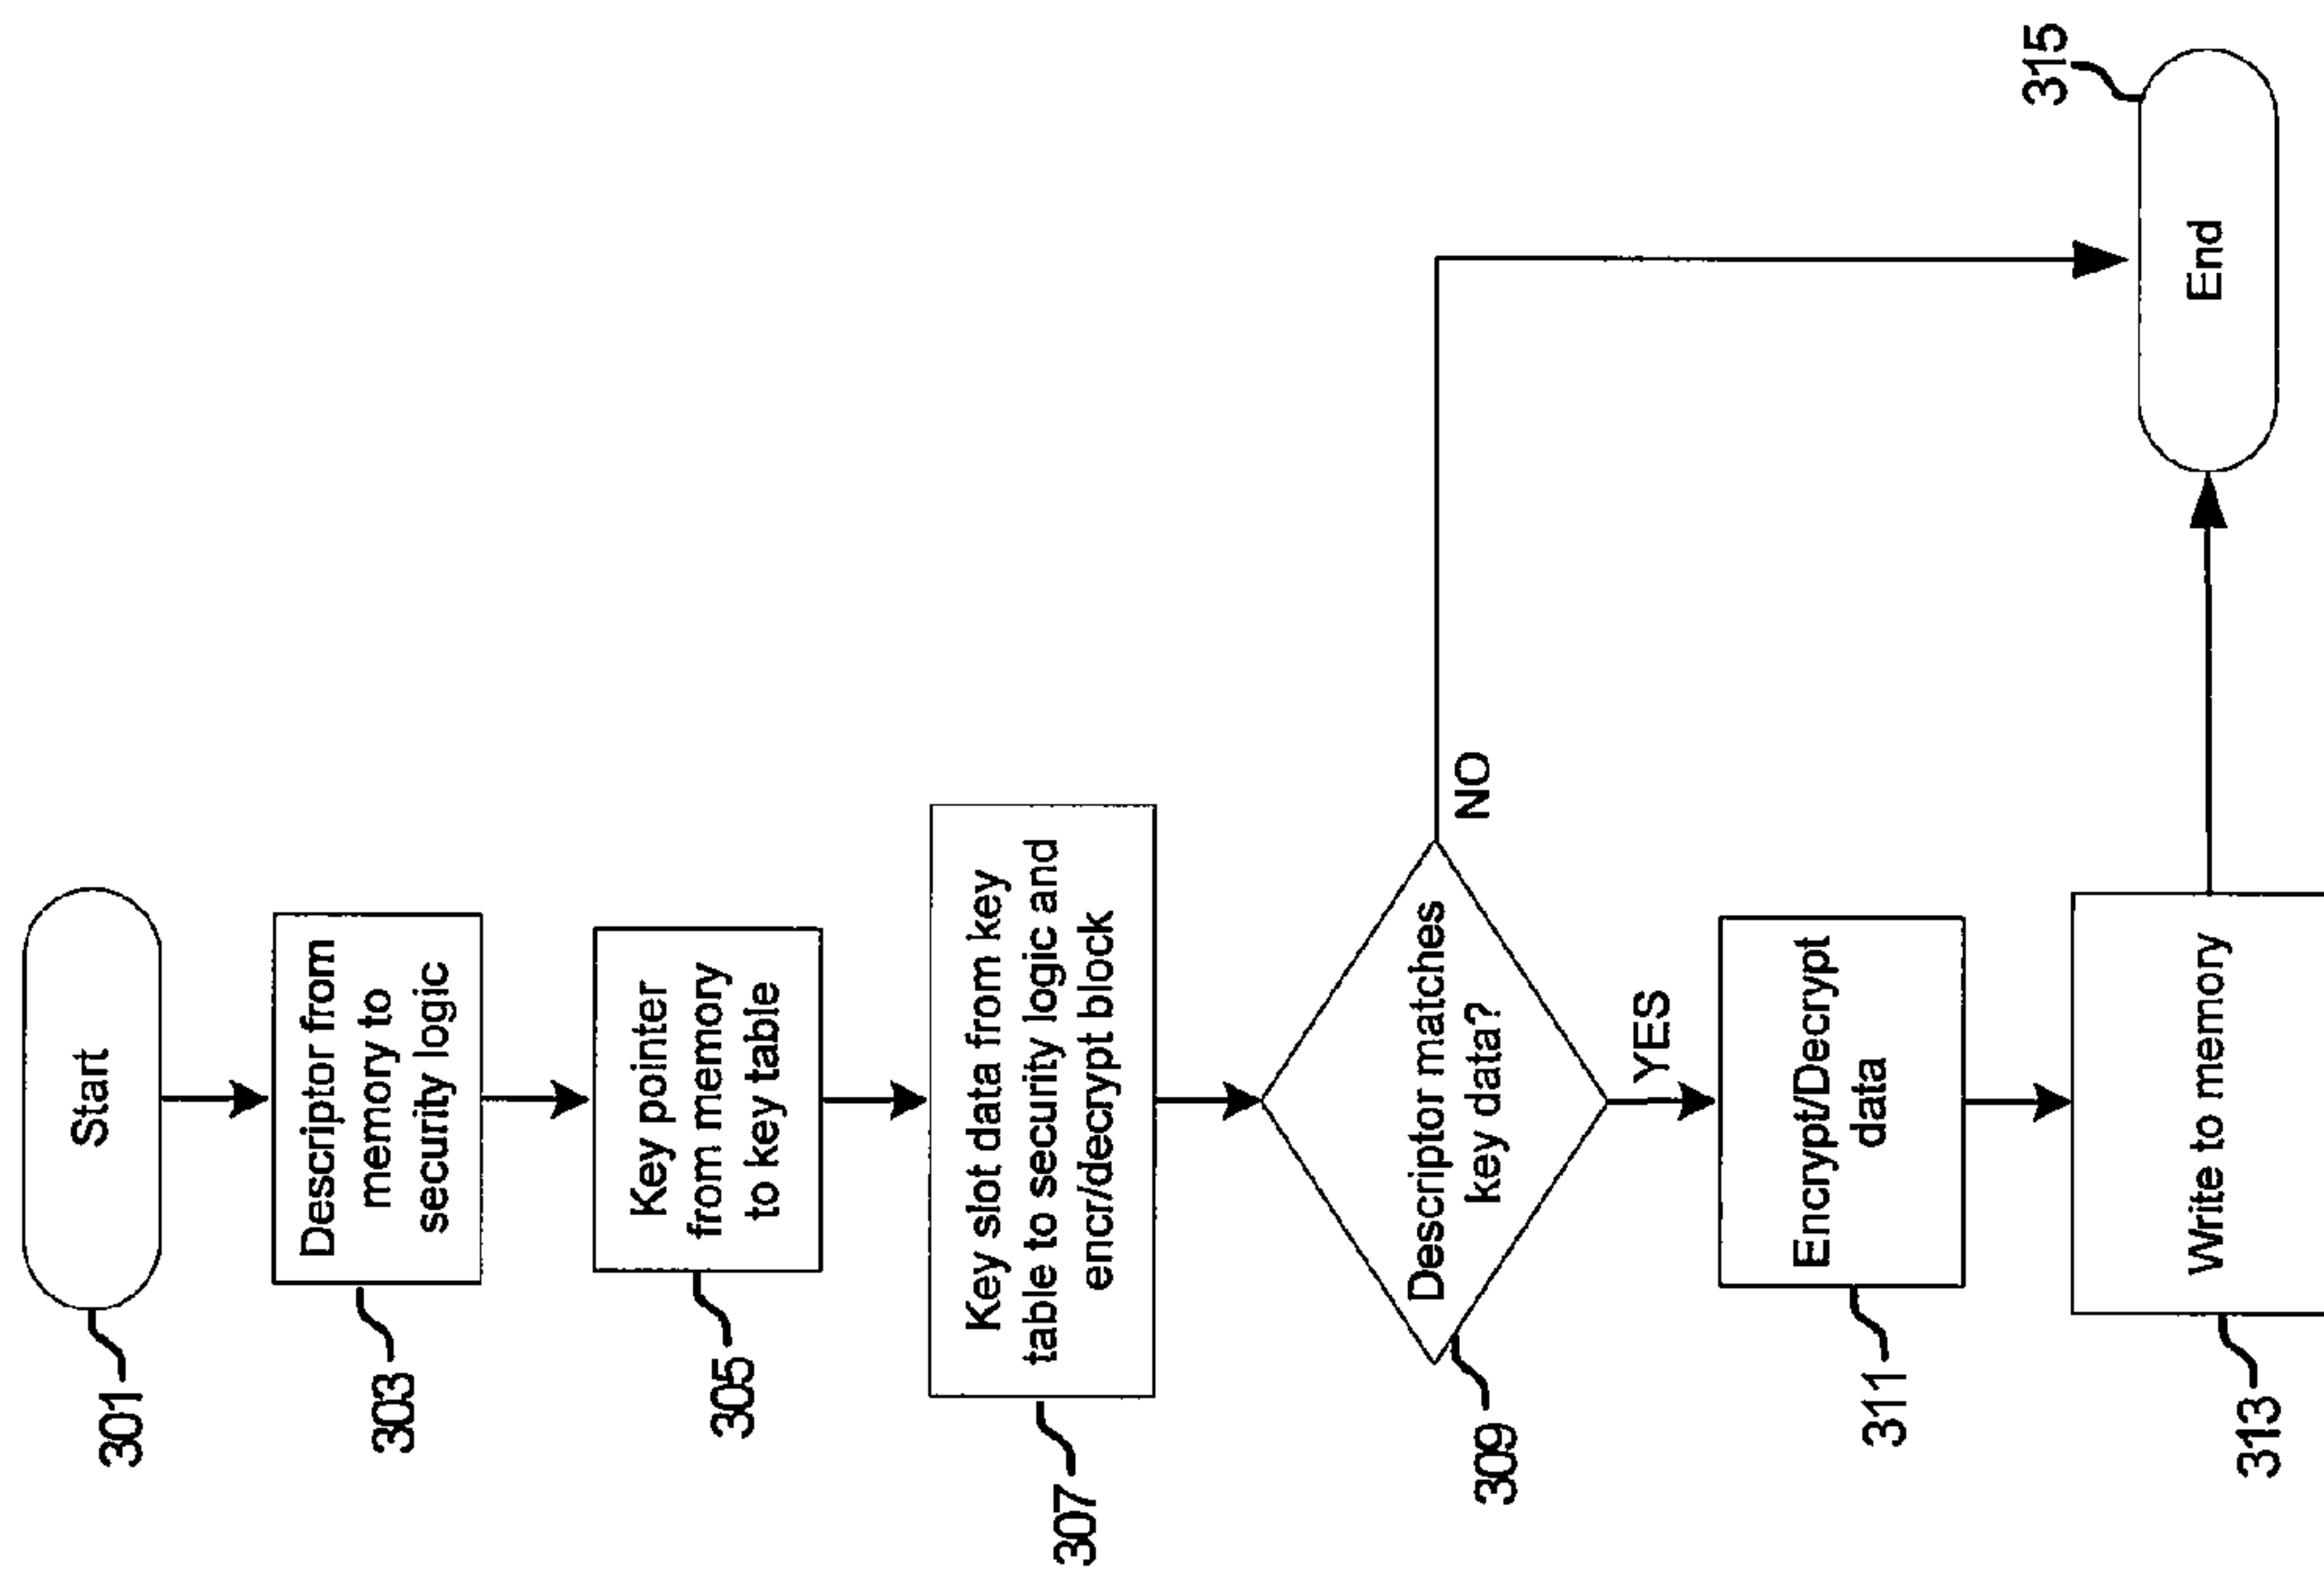 301
Start
303
Descriptor from
memory to
security logic
305
Key pointer
from memory
to key table
307
Key slot data from key
table to security logic and
encr/decrypt block
309
Descriptor matches
key data?
NO
YES
311
Encrypt/Decrypt
data
313
Write to memory
315
End